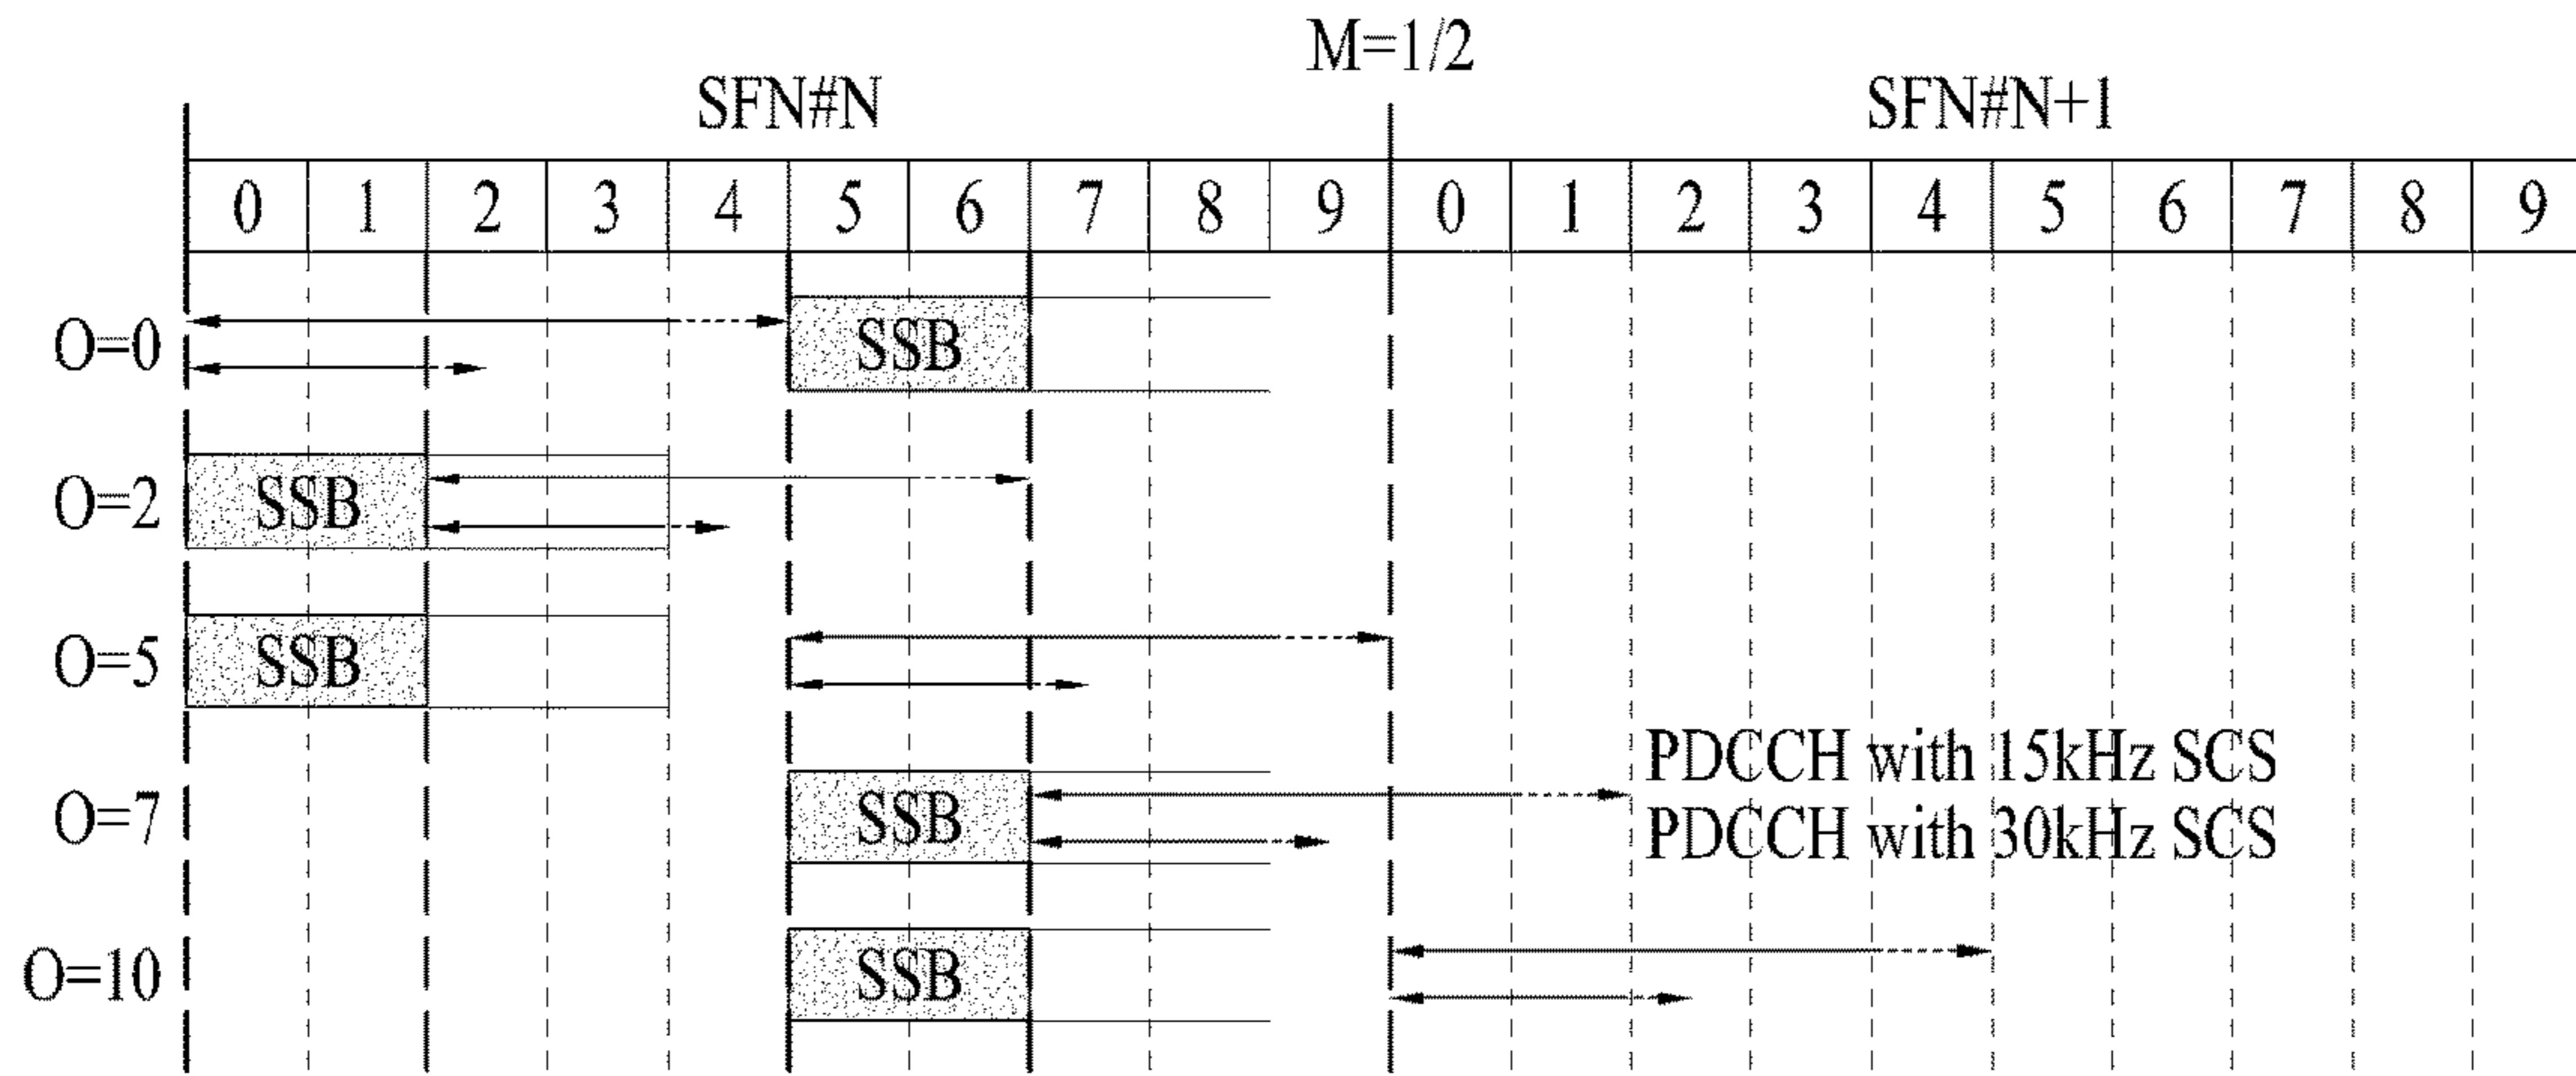 M=1/2
SFN#N SFN#N+1
0 1 2 3 4 5 6 7 8 9 0 1 2 3 4 5 6 7 8 9
O=0 SSB
O=2 SSB
O=5 SSB
PDCCH with 15kHz SCS
O=7 SSB
PDCCH with 30kHz SCS
O=10 SSB